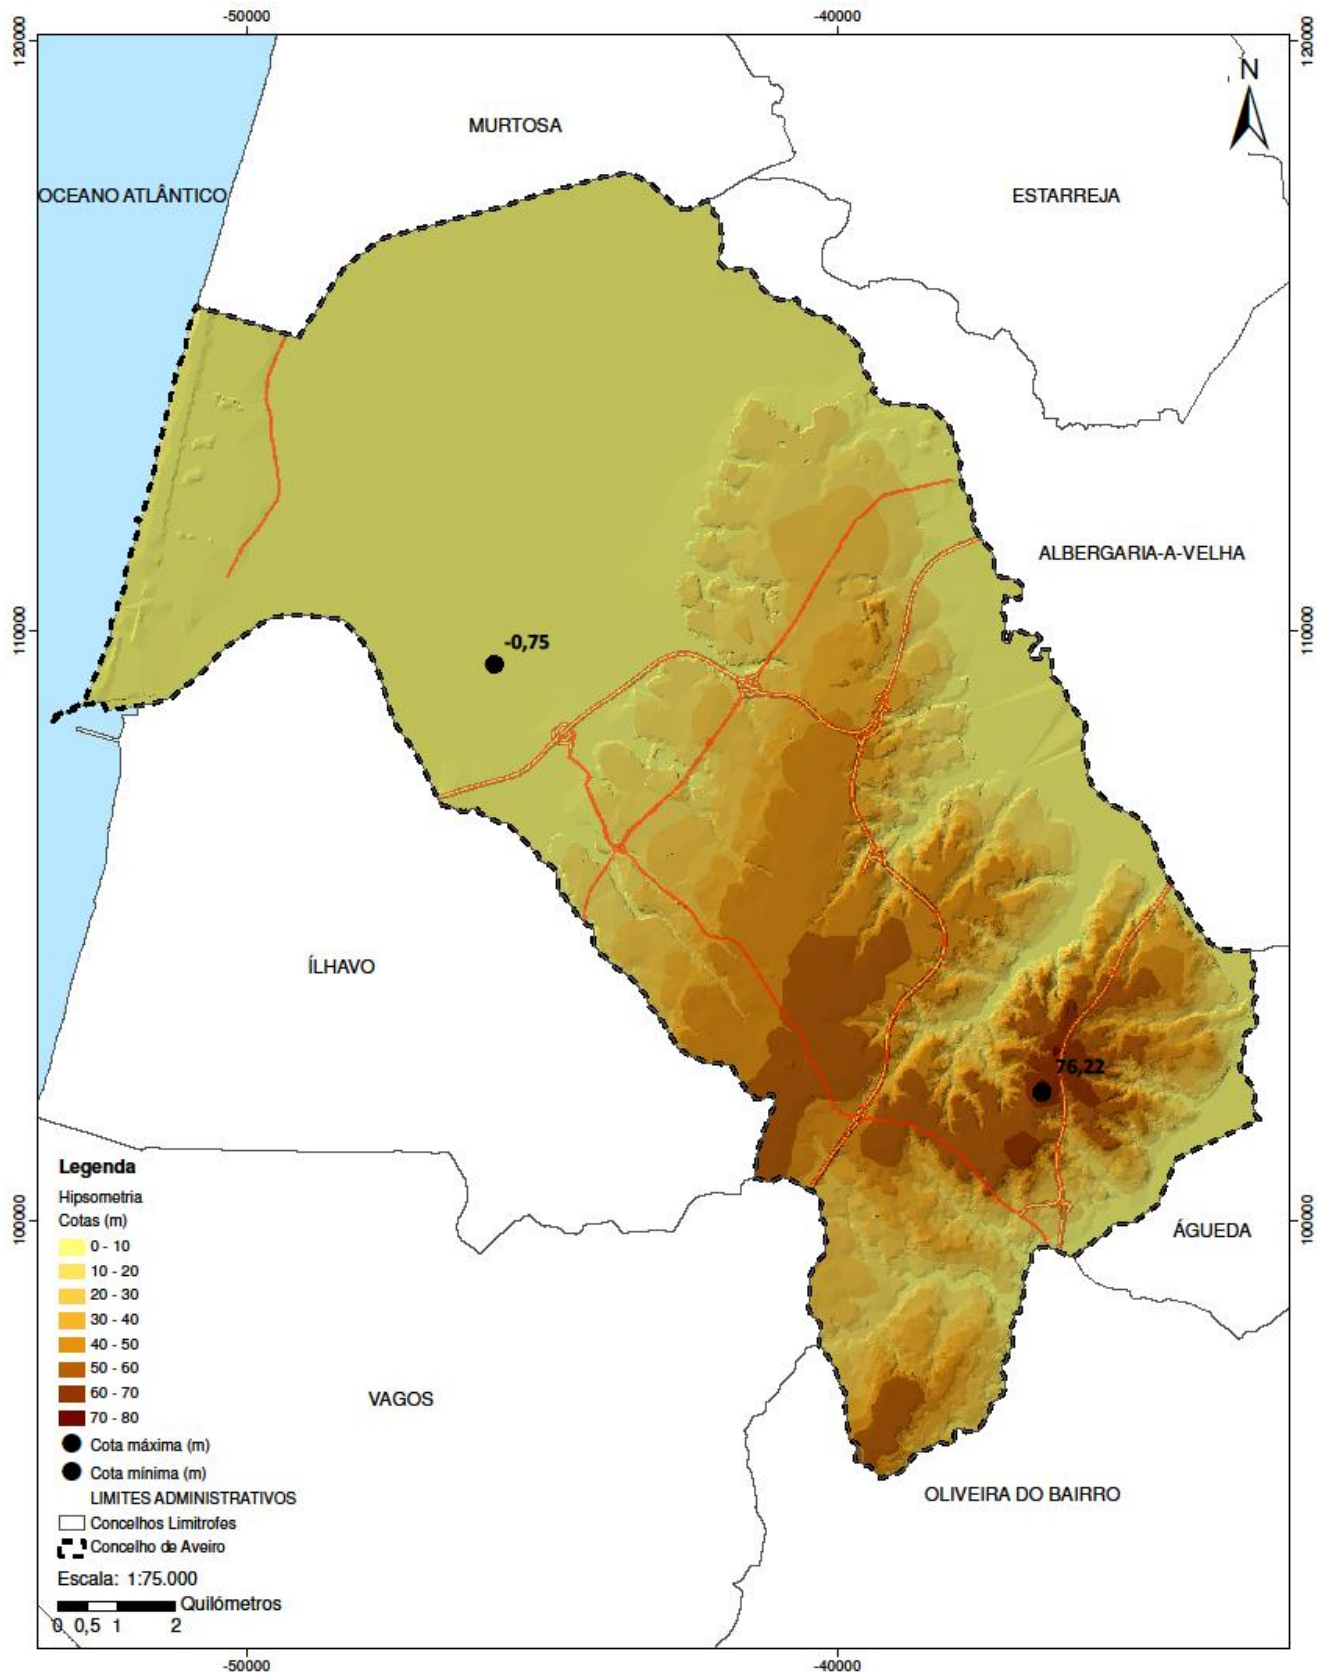 -50000
-40000
120000
120000
N
MURTOSA
OCEANO ATLÂNTICO
ESTARREJA
ALBERGARIA-A-VELHA
110000
110000
-0,75
ÍLHAVO
76,22
Legenda
Hipsometria
Cotas (m)
0 - 10
10 - 20
20 - 30
30 - 40
40 - 50
50 - 60
60 - 70
70 - 80
Cota máxima (m)
Cota mínima (m)
LIMITES ADMINISTRATIVOS
Concelhos Limitrofes
Concelho de Aveiro
Escala: 1:75.000
Quilómetros
0 0,5 1 2
100000
100000
ÁGUEDA
VAGOS
OLIVEIRA DO BAIRRO
-50000
-40000